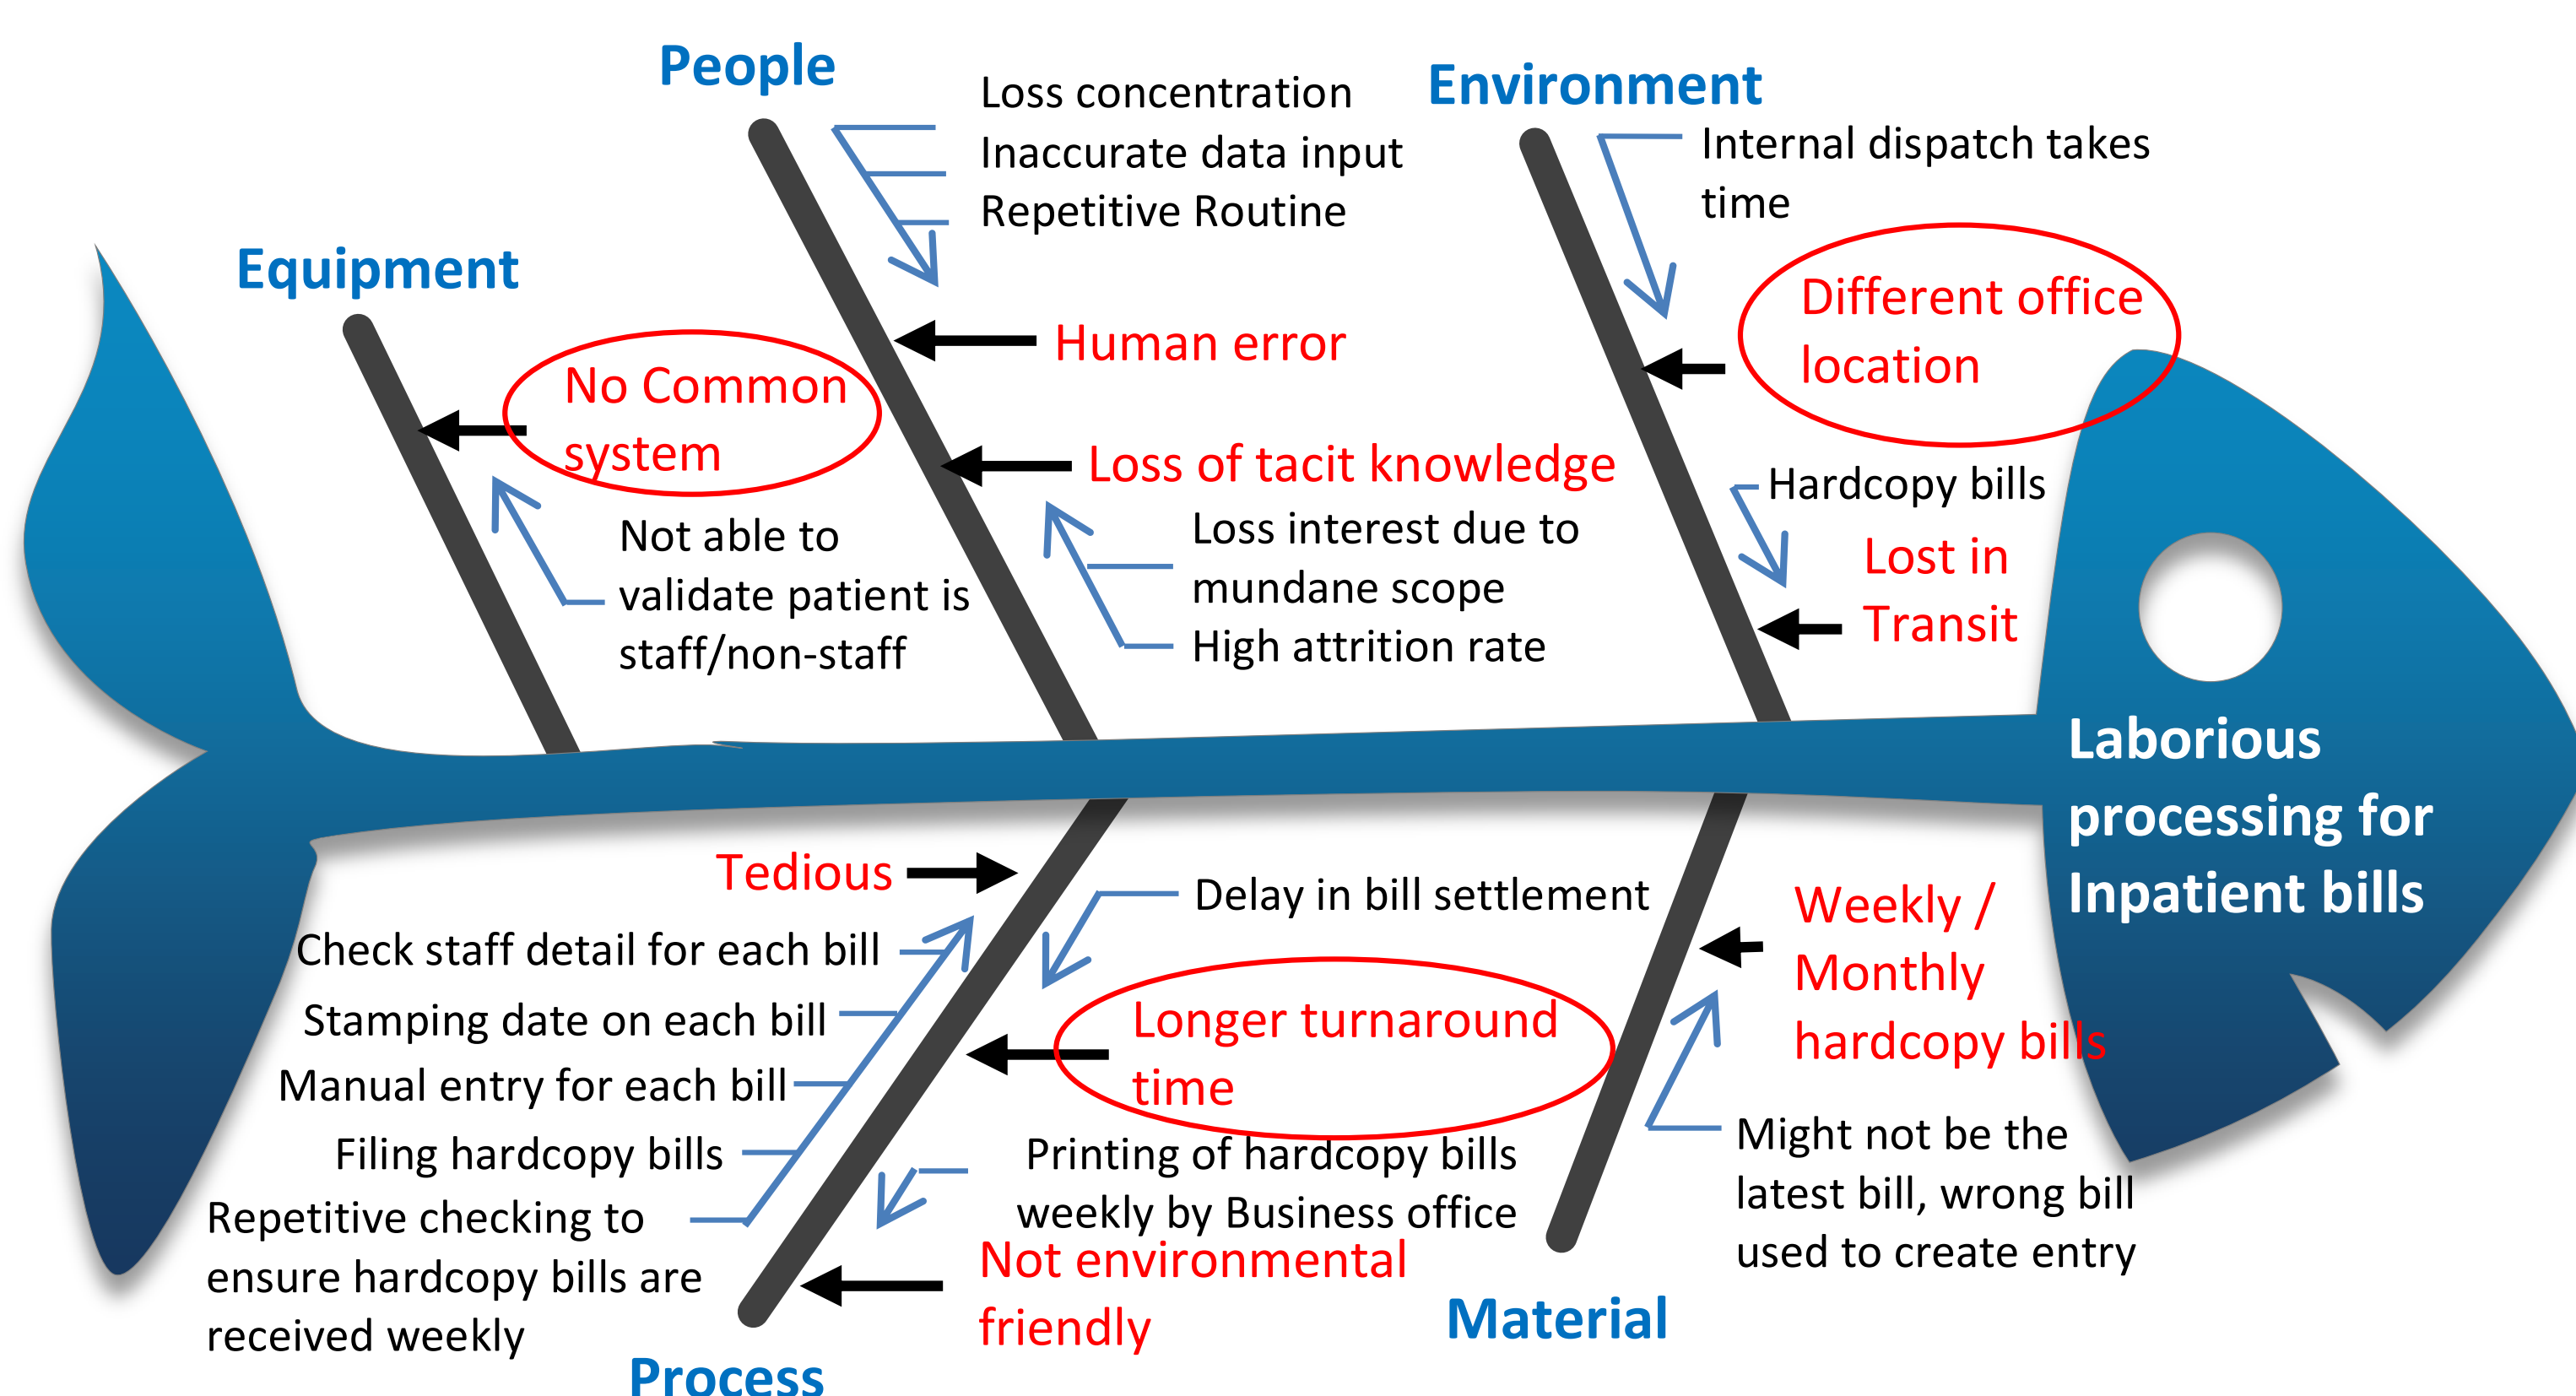 People
Loss concentration
Inaccurate data input
Repetitive Routine
Environment
Internal dispatch takes
time
Equipment
No Common
system
Human error
Different office
location
Not able to
validate patient is
staff/non-staff
Loss of tacit knowledge
Loss interest due to
mundane scope
High attrition rate
Hardcopy bills
Lost in
Transit
Laborious
processing for
Inpatient bills
Tedious
Check staff detail for each bill
Stamping date on each bill
Manual entry for each bill
Filing hardcopy bills
Repetitive checking to
ensure hardcopy bills are
received weekly
Delay in bill settlement
Longer turnaround
time
Printing of hardcopy bills
weekly by Business office
Not environmental
friendly
Process
Weekly /
Monthly
hardcopy bills
Might not be the
latest bill, wrong bill
used to create entry
Material